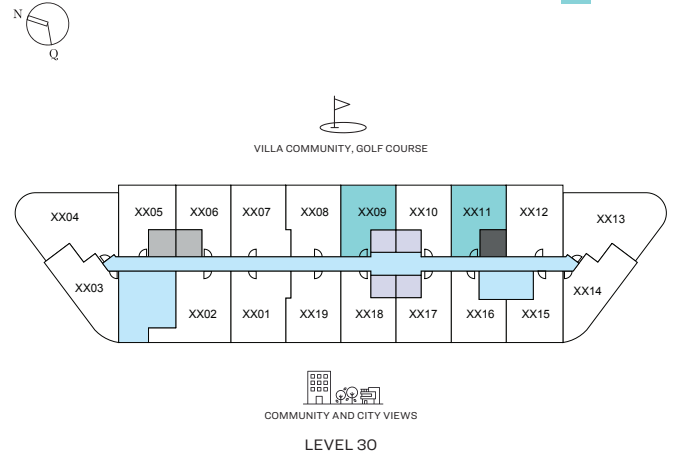 N
Q
VILLA COMMUNITY, GOLF COURSE
XX04
XX05
XX06
XX07
XX08
XX09
XX10
XX11
XX12
XX13
XX03
XX02
XX01
XX19
XX18
XX17
XX16
XX15
XX14
COMMUNITY AND CITY VIEWS
LEVEL 30